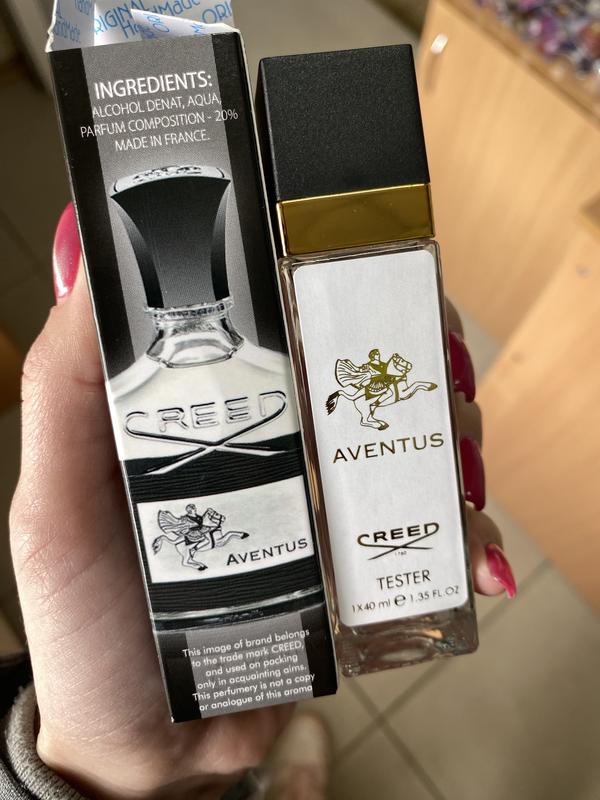 ORIGINAL
INGREDIENTS:
ALCOHOL DENAT, AQUA,
PARFUM COMPOSITION - 20%
MADE IN FRANCE.
CREED
AVENTUS
This image of brand belongs
to the trade mark CREED,
and used on packing
only in acquainting aims.
This perfumery is not a copy
or analogue of this aroma
AVENTUS
CREED
1760
TESTER
1X40 ml ℮ 1.35 FL OZ